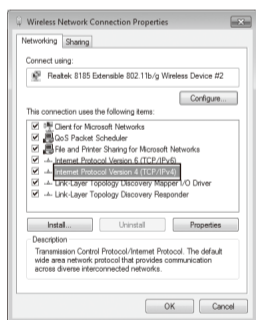 Wireless Network Connection Properties
Networking Sharing
Connect using:
Realtek 8185 Extensible 802.11b/g Wireless Device #2
Configure...
This connection uses the following items:
Client for Microsoft Networks
QoS Packet Scheduler
File and Printer Sharing for Microsoft Networks
Internet Protocol Version 6 (TCP/IPv6)
Internet Protocol Version 4 (TCP/IPv4)
Link-Layer Topology Discovery Mapper I/O Driver
Link-Layer Topology Discovery Responder
Install... Uninstall Properties
Description
Transmission Control Protocol/Internet Protocol. The default
wide area network protocol that provides communication
across diverse interconnected networks.
OK Cancel